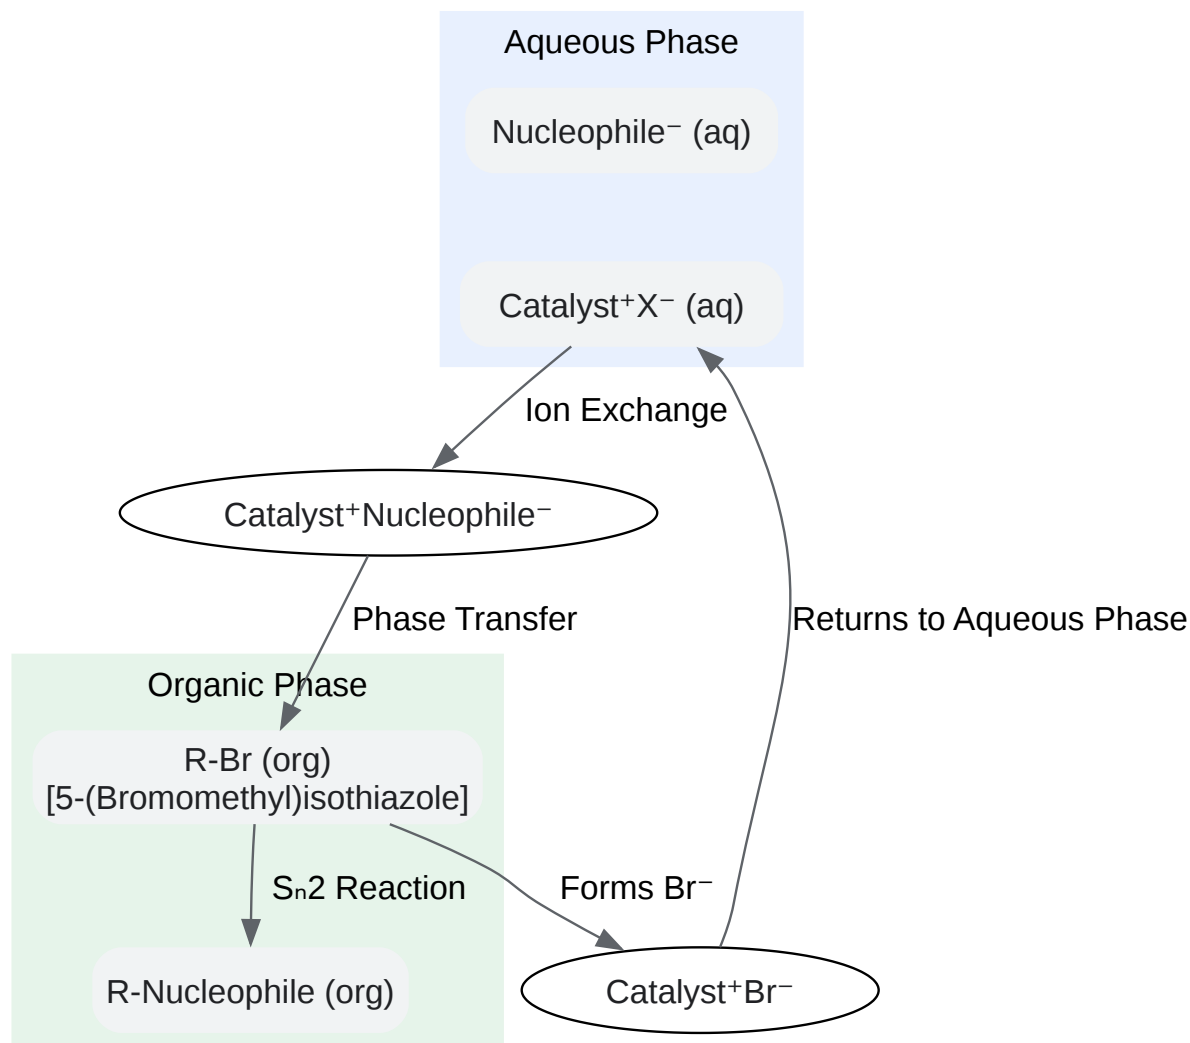 Aqueous Phase
Nucleophile⁻ (aq)
Catalyst⁺X⁻ (aq)
Ion Exchange
Catalyst⁺Nucleophile⁻
Phase Transfer
Returns to Aqueous Phase
Organic Phase
R-Br (org)
[5-(Bromomethyl)isothiazole]
Sₙ2 Reaction
Forms Br⁻
R-Nucleophile (org)
Catalyst⁺Br⁻